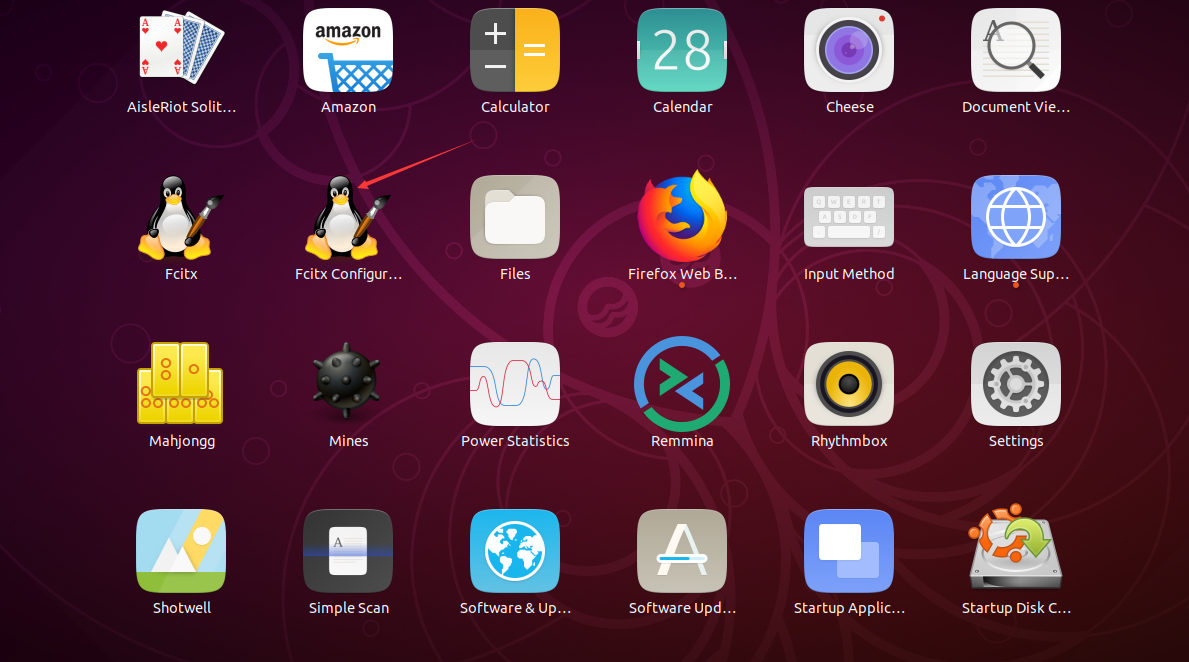 amazon
28
AisleRiot Solit...
Amazon
Calculator
Calendar
Cheese
Document Vie...
Fcitx
Fcitx Configur...
Files
Firefox Web B...
Input Method
Language Sup...
Mahjongg
Mines
Power Statistics
Remmina
Rhythmbox
Settings
Shotwell
Simple Scan
Software & Up...
Software Upd...
Startup Applic...
Startup Disk C...